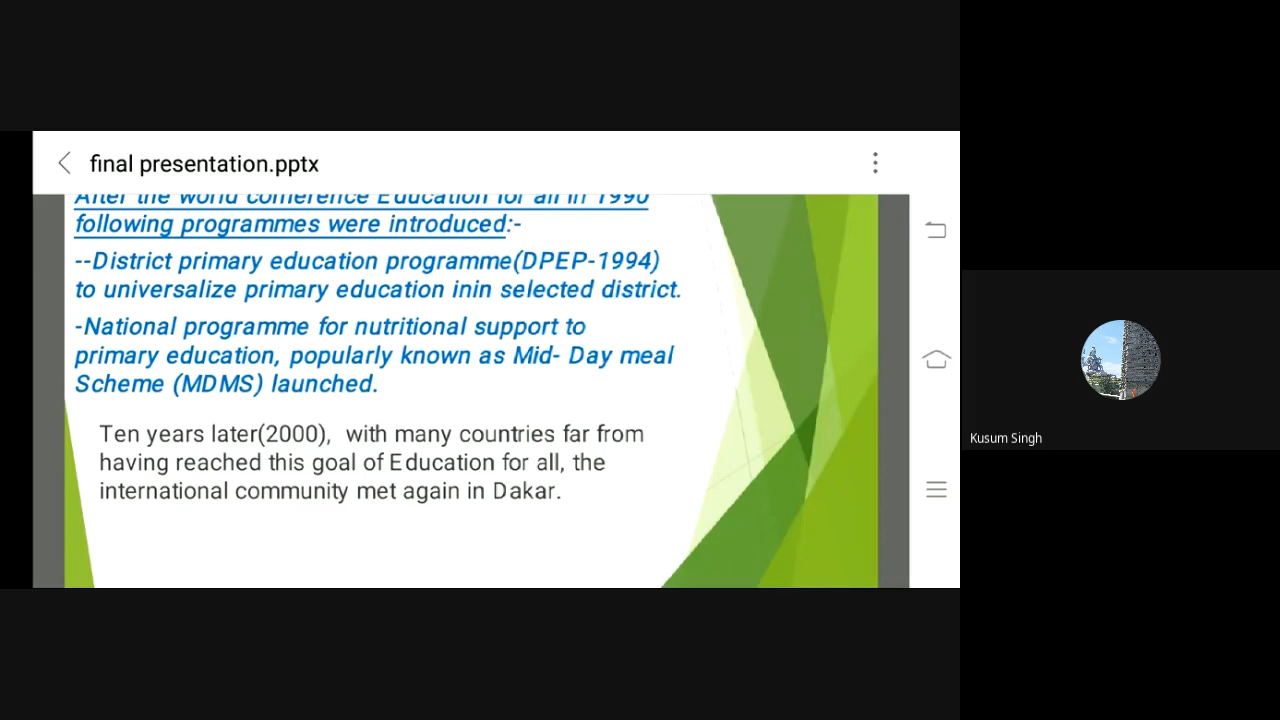 final presentation.pptx
After the world conference Education for all in 1990
following programmes were introduced:-
--District primary education programme(DPEP-1994)
to universalize primary education inin selected district.
-National programme for nutritional support to
primary education, popularly known as Mid- Day meal
Scheme (MDMS) launched.
Ten years later(2000),  with many countries far from
having reached this goal of Education for all, the
international community met again in Dakar.
Kusum Singh